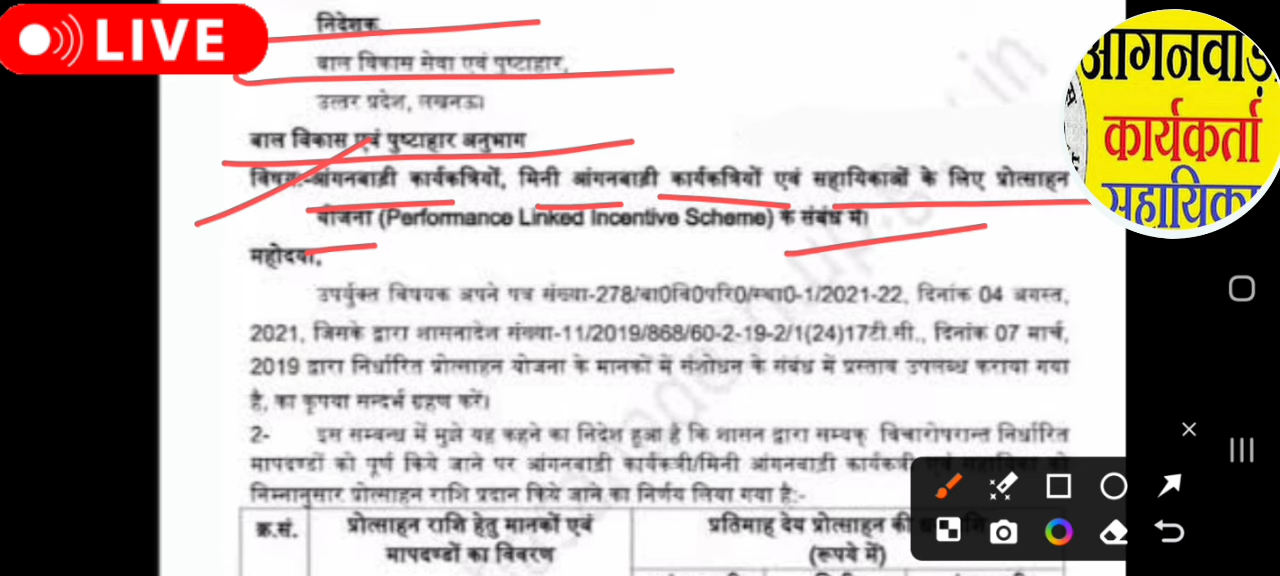 LIVE
निदेशक
बाल विकास सेवा एवं पुष्टाहार,
उत्तर प्रदेश, लखनऊ।
बाल विकास एवं पुष्टाहार अनुभाग
विषय:-आंगनबाड़ी कार्यकत्रियों, मिनी आंगनबाड़ी कार्यकत्रियों एवं सहायिकाओं के लिए प्रोत्साहन
योजना (Performance Linked Incentive Scheme) के संबंध में।
महोदया,
उपर्युक्त विषयक अपने पत्र संख्या-278/बा0वि0परि0/स्था0-1/2021-22, दिनांक 04 अगस्त,
2021, जिसके द्वारा शासनादेश संख्या-11/2019/868/60-2-19-2/1(24)17टी.सी., दिनांक 07 मार्च,
2019 द्वारा निर्धारित प्रोत्साहन योजना के मानकों में संशोधन के संबंध में प्रस्ताव उपलब्ध कराया गया
है, का कृपया सन्दर्भ ग्रहण करें।
2- इस सम्बन्ध में मुझे यह कहने का निदेश हुआ है कि शासन द्वारा सम्यक् विचारोपरान्त निर्धारित
मापदण्डों को पूर्ण किये जाने पर आंगनबाड़ी कार्यकत्री/मिनी आंगनबाड़ी कार्यकत्री एवं सहायिका को
निम्नानुसार प्रोत्साहन राशि प्रदान किये जाने का निर्णय लिया गया है:-
क्र.सं.
प्रोत्साहन राशि हेतु मानकों एवं
मापदण्डों का विवरण
प्रतिमाह देय प्रोत्साहन की
(रूपये में)
आंगनवाड़ी
कार्यकर्ता
सहायिका